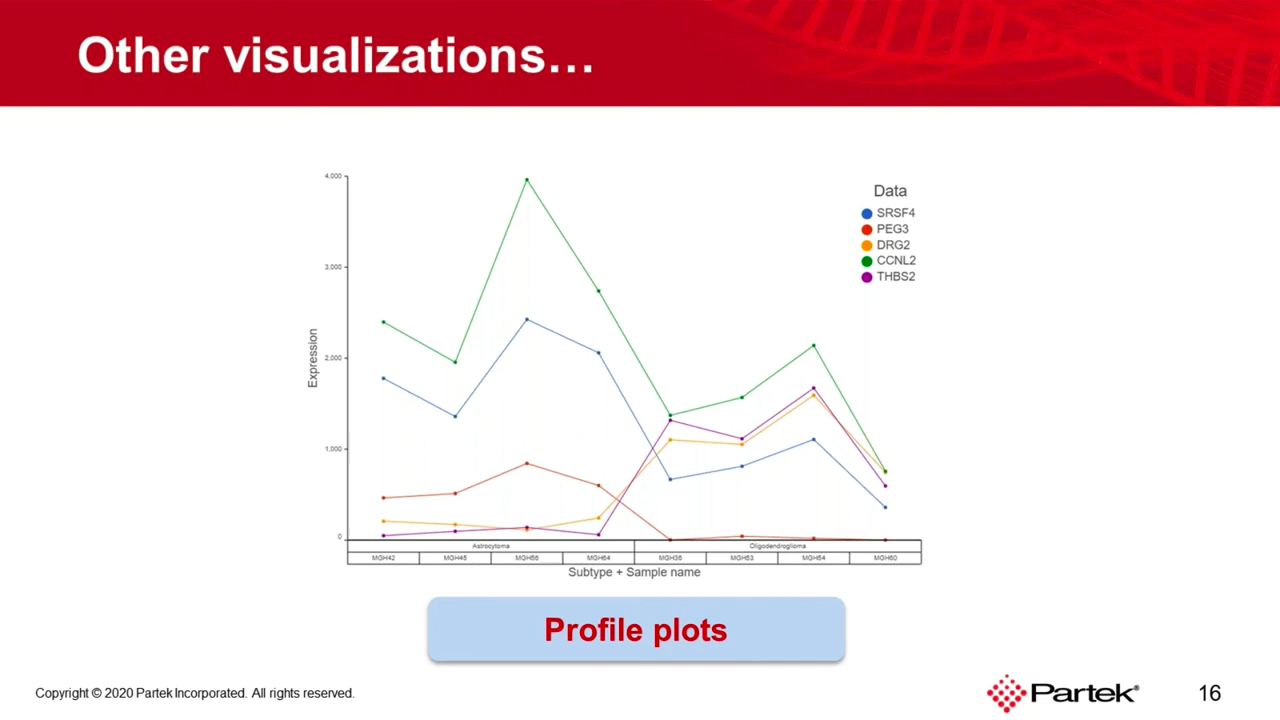 Other visualizations…
4,000
3,000
2,000
1,000
0
Expression
Data
SRSF4
PEG3
DRG2
CCNL2
THBS2
Astrocytoma Oligodendroglioma
MGH42 MGH45 MGH56 MGH64 MGH36 MGH53 MGH54 MGH60
Subtype + Sample name
Profile plots
Copyright © 2020 Partek Incorporated. All rights reserved.
Partek®
16